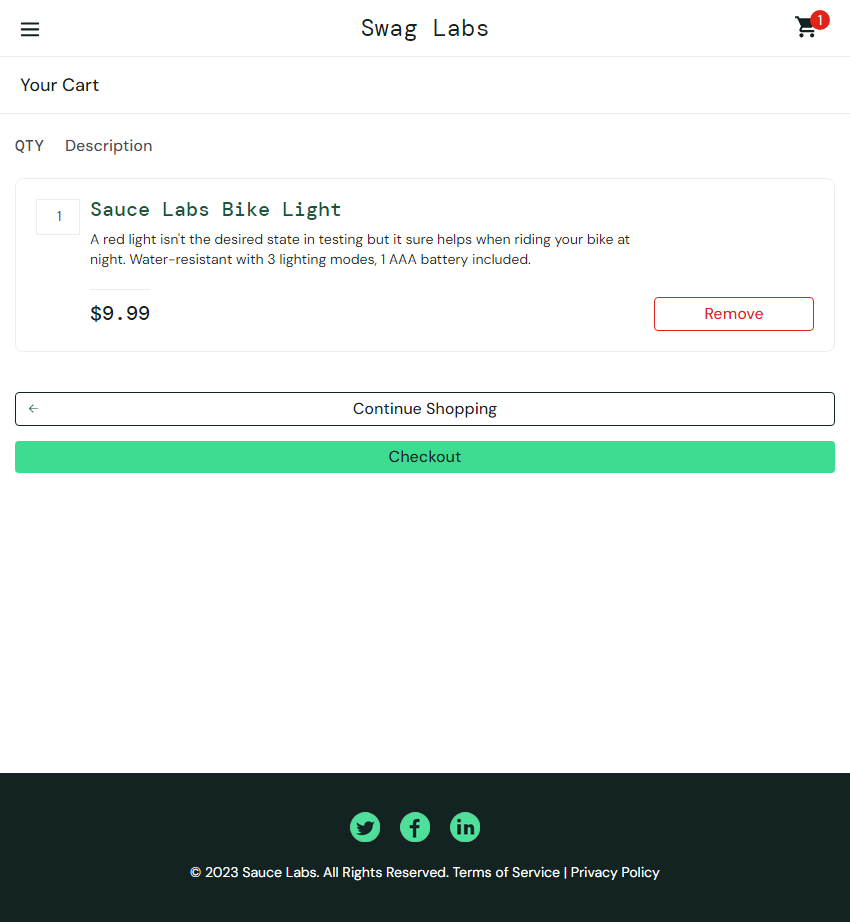 Swag Labs
1
Your Cart
QTY Description
1
Sauce Labs Bike Light
A red light isn't the desired state in testing but it sure helps when riding your bike at
night. Water-resistant with 3 lighting modes, 1 AAA battery included.
$9.99
Remove
Continue Shopping
Checkout
© 2023 Sauce Labs. All Rights Reserved. Terms of Service | Privacy Policy